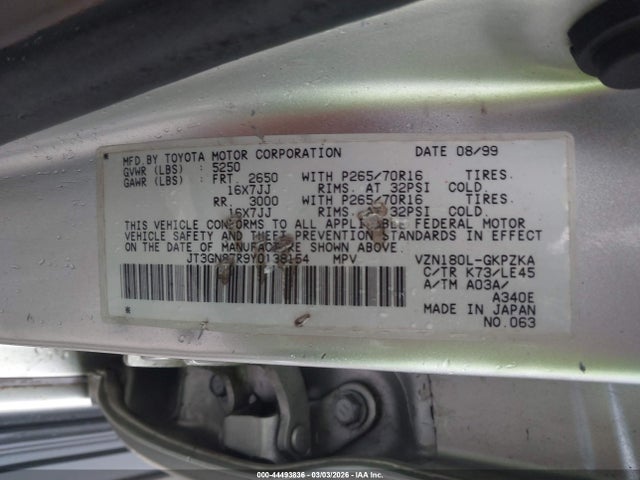 MFD.BY TOYOTA MOTOR CORPORATION DATE 08/99
GVWR (LBS) : 5250
GAWR (LBS) : FRT. 2650 WITH P265/70R16 TIRES.
16X7JJ RIMS. AT 32PSI COLD.
RR. 3000 WITH P265/70R16 TIRES.
16X7JJ RIMS. AT 32PSI COLD.
THIS VEHICLE CONFORMS TO ALL APPLICABLE FEDERAL MOTOR
VEHICLE SAFETY AND THEFT PREVENTION STANDARDS IN EFFECT
ON THE DATE OF MANUFACTURE SHOWN ABOVE.
MPV VZN180L-GKPZKA
C/TR K73/LE45
A/TM A03A/
A340E
MADE IN JAPAN
NO.063
000-44493836 - 03/03/2026 - IAA Inc.